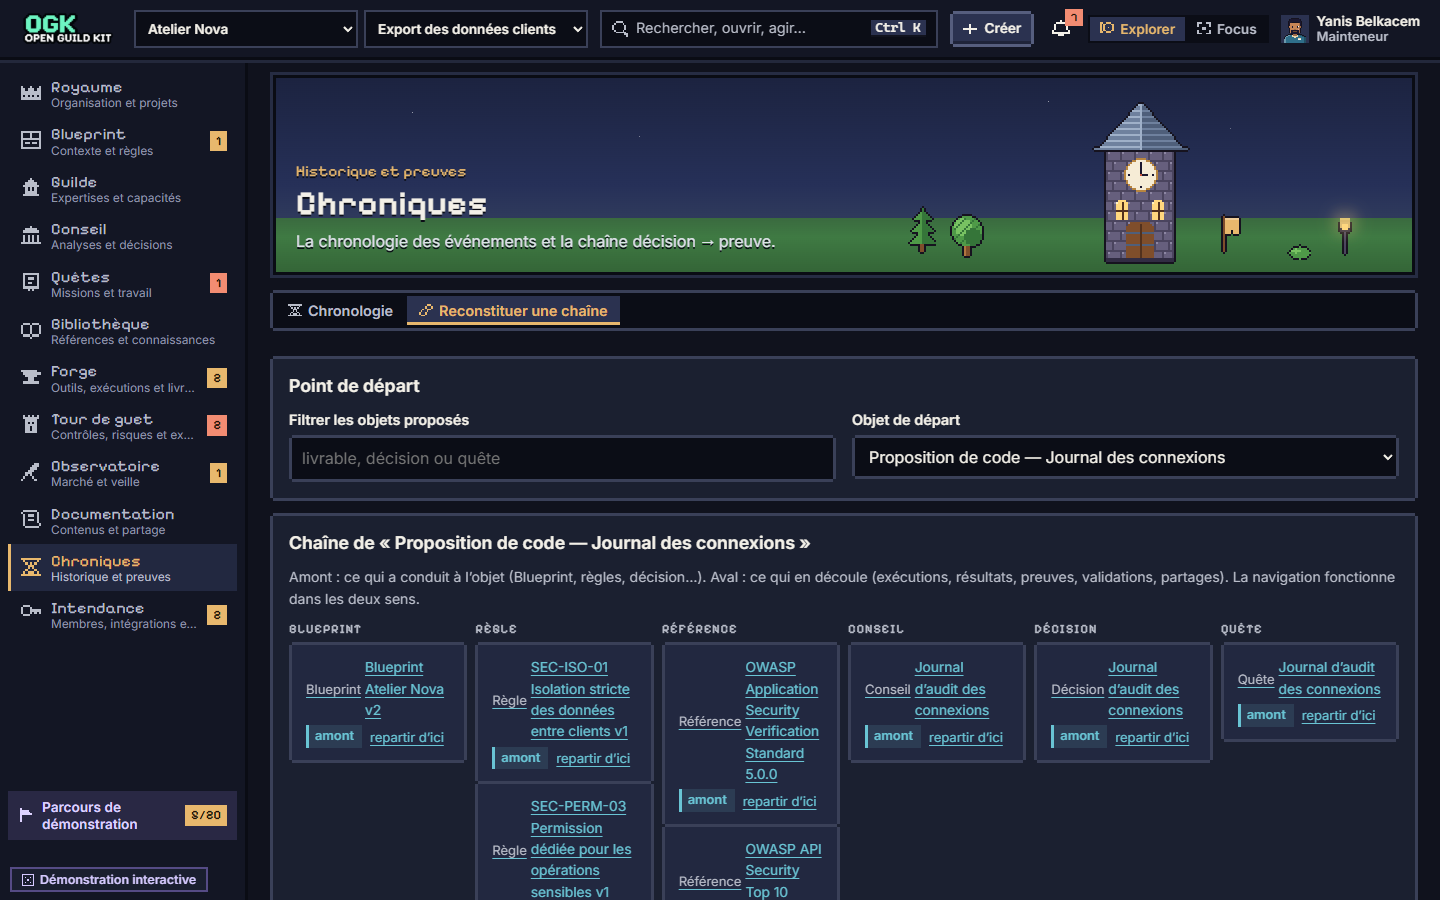 OGK
OPEN GUILD KIT
Atelier Nova
Export des données clients
Rechercher, ouvrir, agir...
Ctrl K
Créer
Explorer
Focus
Yanis Belkacem
Mainteneur
Royaume
Organisation et projets
Blueprint
Contexte et règles
1
Guilde
Expertises et capacités
Conseil
Analyses et décisions
Quêtes
Missions et travail
1
Bibliothèque
Références et connaissances
Forge
Outils, exécutions et livr...
8
Tour de guet
Contrôles, risques et ex...
8
Observatoire
Marché et veille
1
Documentation
Contenus et partage
Chroniques
Historique et preuves
Intendance
Membres, intégrations e...
8
Parcours de
démonstration
8/80
Démonstration interactive
Historique et preuves
Chroniques
La chronologie des événements et la chaîne décision → preuve.
Chronologie
Reconstituer une chaîne
Point de départ
Filtrer les objets proposés
livrable, décision ou quête
Objet de départ
Proposition de code — Journal des connexions
Chaîne de « Proposition de code — Journal des connexions »
Amont : ce qui a conduit à l’objet (Blueprint, règles, décision...). Aval : ce qui en découle (exécutions, résultats, preuves, validations, partages). La navigation fonctionne
dans les deux sens.
BLUEPRINT
Blueprint
Blueprint
Atelier Nova
v2
amont
repartir d’ici
RÈGLE
Règle
SEC-ISO-01
Isolation stricte
des données
entre clients v1
amont
repartir d’ici
Règle
SEC-PERM-03
Permission
dédiée pour les
opérations
sensibles v1
RÉFÉRENCE
Référence
OWASP
Application
Security
Verification
Standard
5.0.0
amont
repartir d’ici
Référence
OWASP API
Security
Top 10
CONSEIL
Conseil
Journal
d’audit des
connexions
amont
repartir d’ici
DÉCISION
Décision
Journal
d’audit des
connexions
amont
repartir d’ici
QUÊTE
Quête
Journal d’audit
des connexions
amont
repartir d’ici